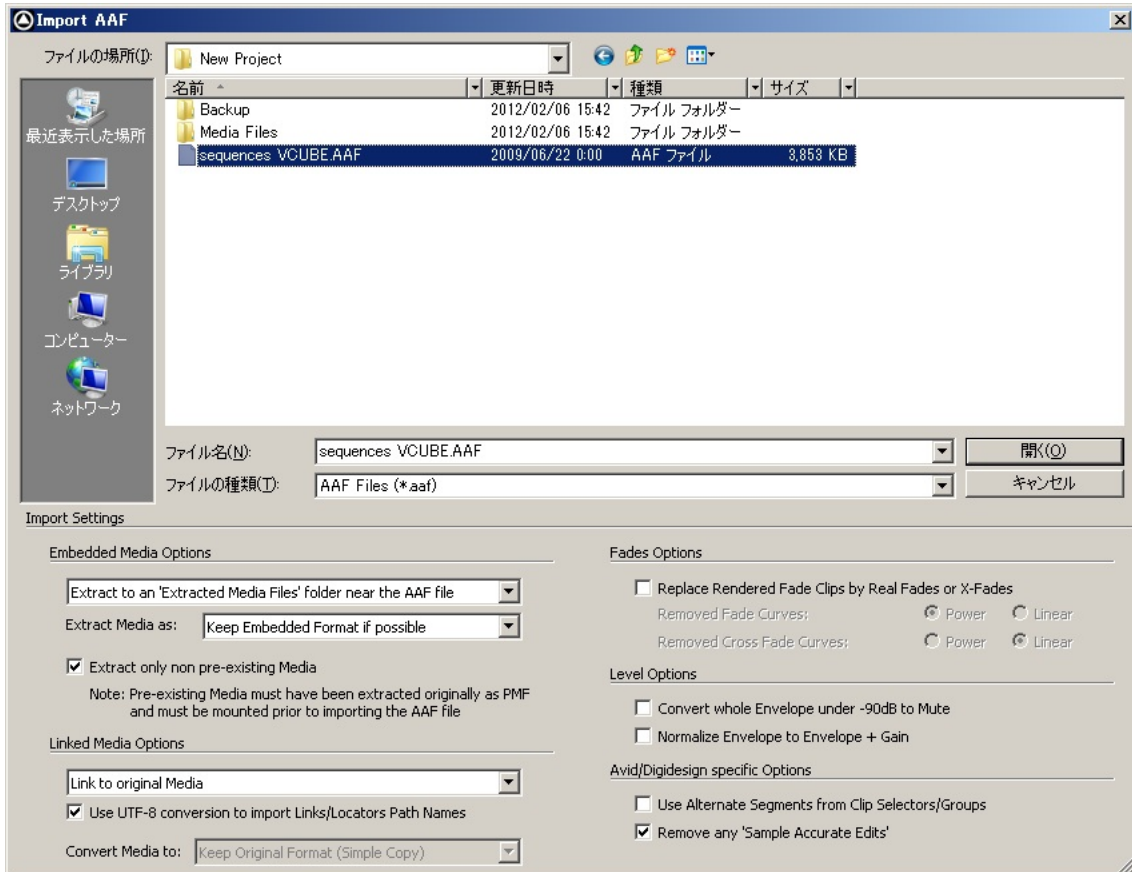 Import AAF
ファイルの場所(I):
New Project
最近表示した場所
デスクトップ
ライブラリ
コンピューター
ネットワーク
名前 更新日時 種類 サイズ
Backup 2012/02/06 15:42 ファイル フォルダー
Media Files 2012/02/06 15:42 ファイル フォルダー
sequences VCUBE.AAF 2009/06/22 0:00 AAF ファイル 3,853 KB
ファイル名(N): sequences VCUBE.AAF 開く(O)
ファイルの種類(T): AAF Files (*.aaf) キャンセル
Import Settings
Embedded Media Options
Extract to an 'Extracted Media Files' folder near the AAF file
Extract Media as: Keep Embedded Format if possible
Extract only non pre-existing Media
Note: Pre-existing Media must have been extracted originally as PMF
and must be mounted prior to importing the AAF file
Linked Media Options
Link to original Media
Use UTF-8 conversion to import Links/Locators Path Names
Convert Media to: Keep Original Format (Simple Copy)
Fades Options
Replace Rendered Fade Clips by Real Fades or X-Fades
Removed Fade Curves: Power Linear
Removed Cross Fade Curves: Power Linear
Level Options
Convert whole Envelope under -90dB to Mute
Normalize Envelope to Envelope + Gain
Avid/Digidesign specific Options
Use Alternate Segments from Clip Selectors/Groups
Remove any 'Sample Accurate Edits'